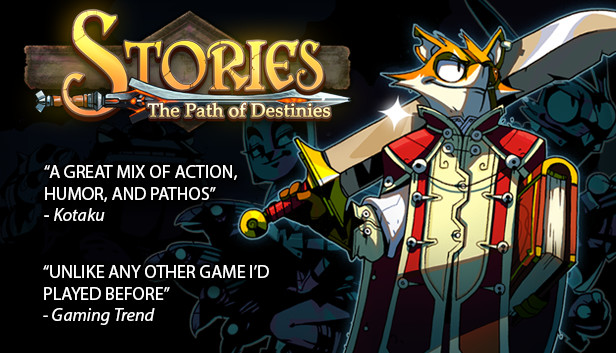 STORIES
The Path of Destinies
“A GREAT MIX OF ACTION,
HUMOR, AND PATHOS”
- Kotaku
“UNLIKE ANY OTHER GAME I’D
PLAYED BEFORE”
- Gaming Trend